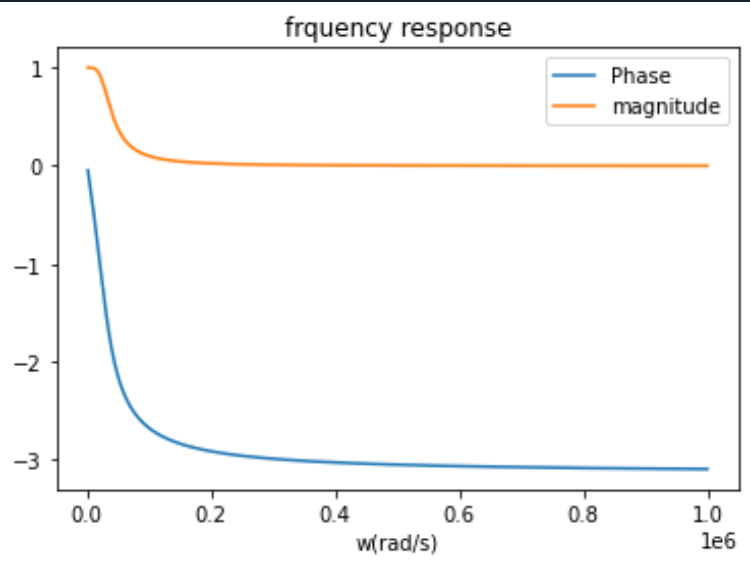 frquency response
Phase
magnitude
1
0
−1
−2
−3
0.0 0.2 0.4 0.6 0.8 1.0
1e6
w(rad/s)